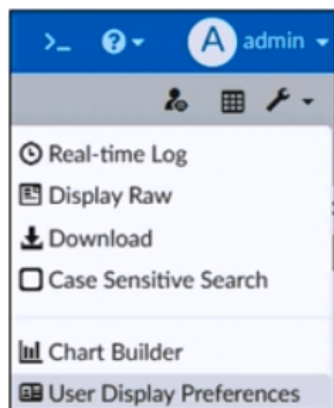 >_ ? A admin
Real-time Log
Display Raw
Download
Case Sensitive Search
Chart Builder
User Display Preferences